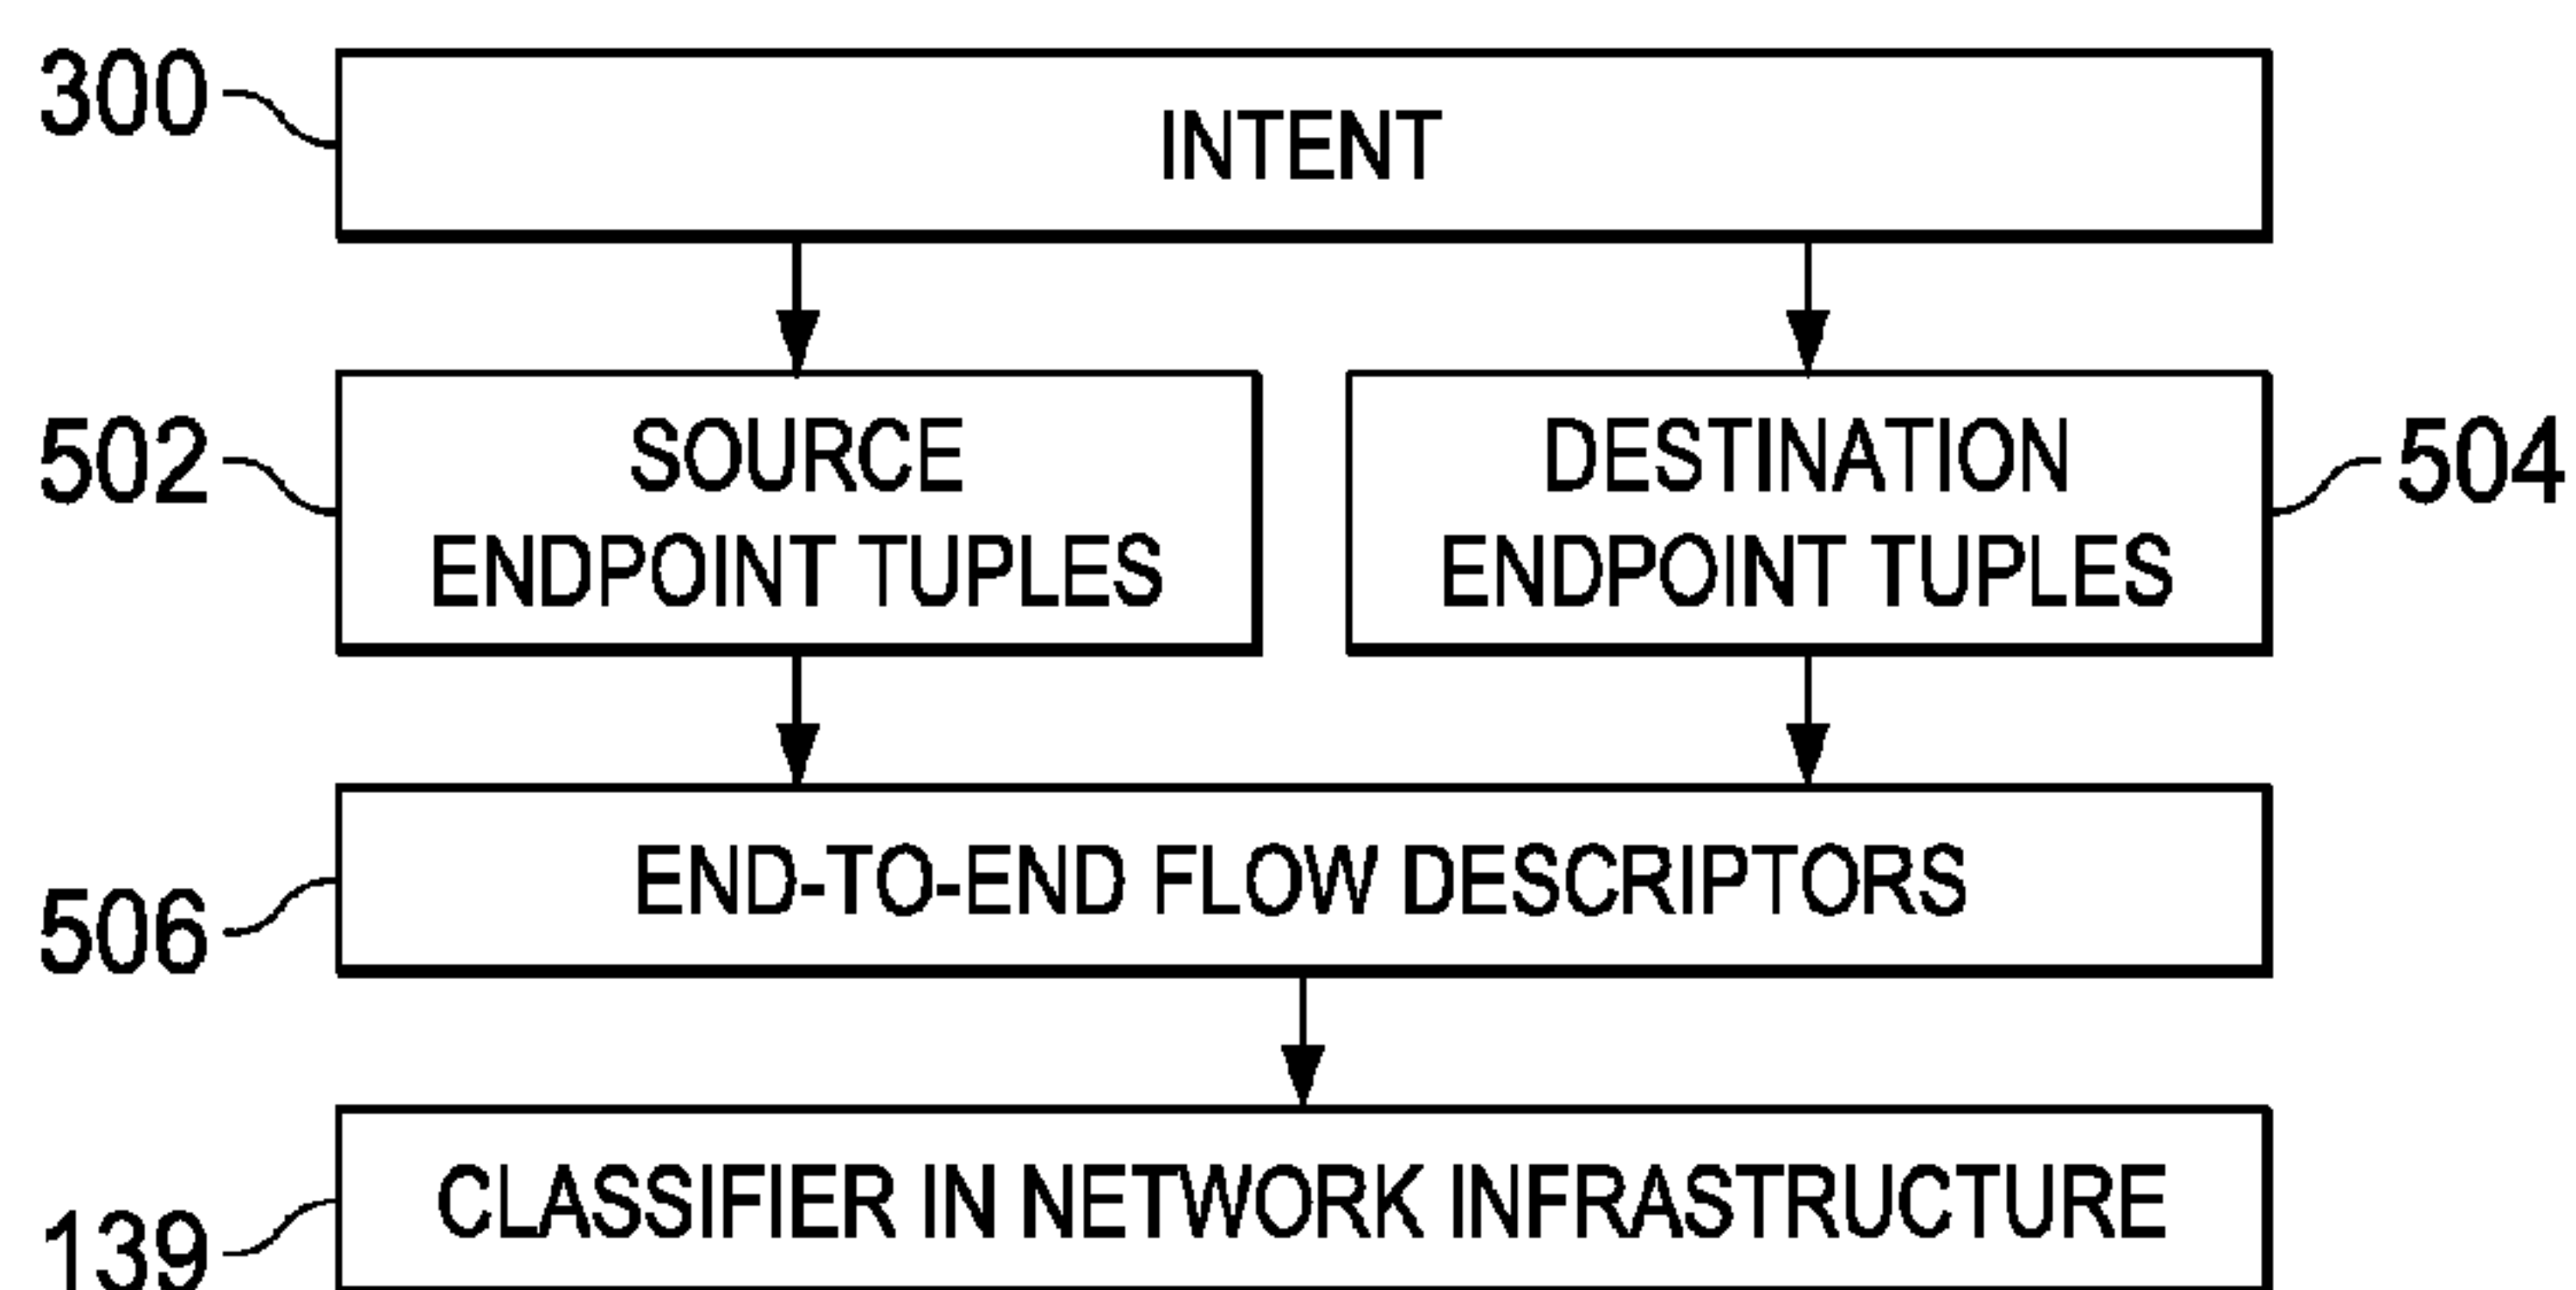 300
INTENT
502
SOURCE
ENDPOINT TUPLES
DESTINATION
ENDPOINT TUPLES
504
END-TO-END FLOW DESCRIPTORS
506
CLASSIFIER IN NETWORK INFRASTRUCTURE
139